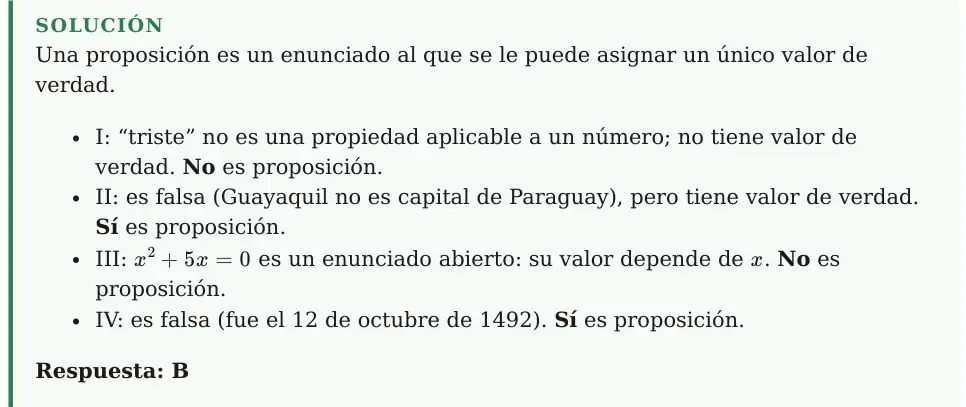 SOLUCIÓN
Una proposición es un enunciado al que se le puede asignar un único valor de
verdad.
• I: “triste” no es una propiedad aplicable a un número; no tiene valor de
verdad. No es proposición.
• II: es falsa (Guayaquil no es capital de Paraguay), pero tiene valor de verdad.
Sí es proposición.
• III: x² + 5x = 0 es un enunciado abierto: su valor depende de x. No es
proposición.
• IV: es falsa (fue el 12 de octubre de 1492). Sí es proposición.
Respuesta: B